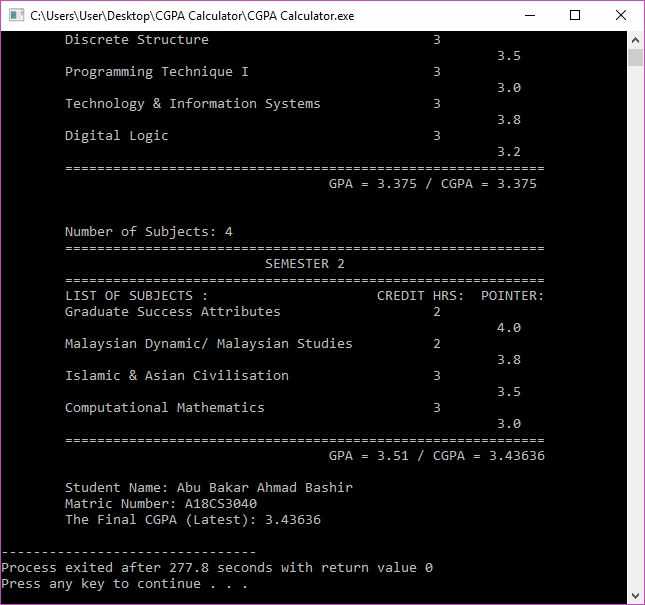 C:\Users\User\Desktop\CGPA Calculator\CGPA Calculator.exe
Discrete Structure 3
3.5
Programming Technique I 3
3.0
Technology & Information Systems 3
3.8
Digital Logic 3
3.2
============================================================
GPA = 3.375 / CGPA = 3.375
Number of Subjects: 4
============================================================
SEMESTER 2
============================================================
LIST OF SUBJECTS : CREDIT HRS: POINTER:
Graduate Success Attributes 2
4.0
Malaysian Dynamic/ Malaysian Studies 2
3.8
Islamic & Asian Civilisation 3
3.5
Computational Mathematics 3
3.0
============================================================
GPA = 3.51 / CGPA = 3.43636
Student Name: Abu Bakar Ahmad Bashir
Matric Number: A18CS3040
The Final CGPA (Latest): 3.43636
--------------------------------
Process exited after 277.8 seconds with return value 0
Press any key to continue . . .